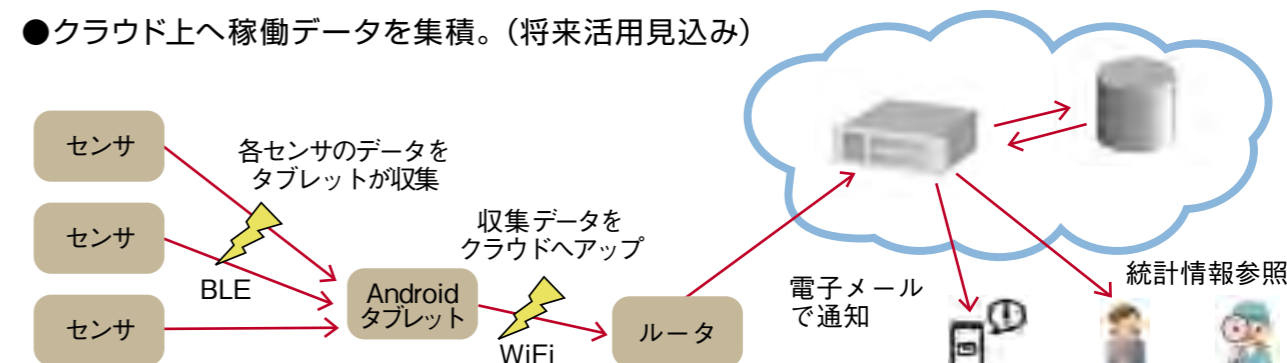 ●クラウド上へ稼働データを集積。(将来活用見込み)
センサ
各センサのデータを
タブレットが収集
センサ
収集データを
クラウドへアップ
BLE
Android
タブレット
センサ
WiFi
ルータ
電子メール
で通知
統計情報参照